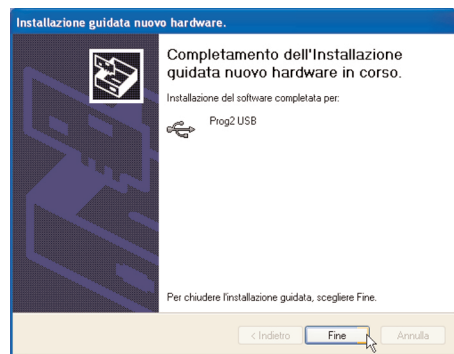 Installazione guidata nuovo hardware.
Completamento dell'Installazione
guidata nuovo hardware in corso.
Installazione del software completata per:
Prog2 USB
Per chiudere l'installazione guidata, scegliere Fine.
< Indietro Fine Annulla